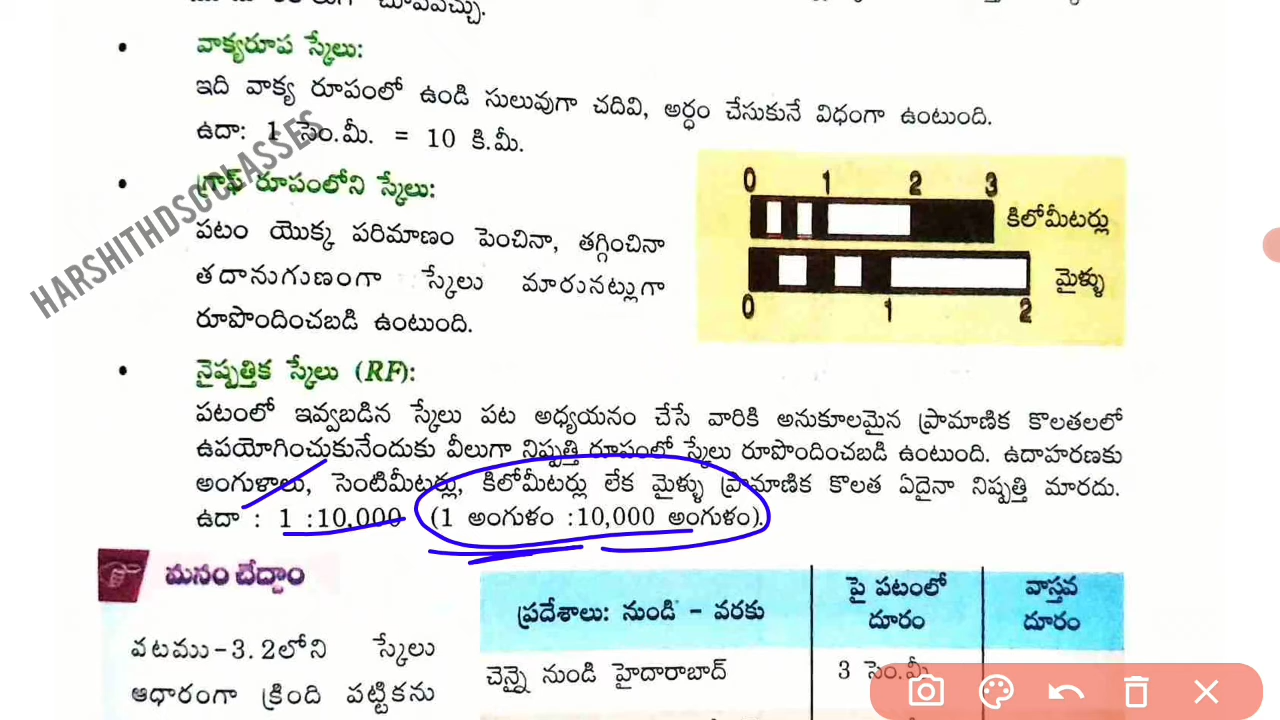 చూపవచ్చు.
• వాక్యరూప స్కేలు:
ఇది వాక్య రూపంలో ఉండి సులువుగా చదివి, అర్ధం చేసుకునే విధంగా ఉంటుంది.
ఉదా: 1 సెం.మీ. = 10 కి.మీ.
• గ్రాఫ్ రూపంలోని స్కేలు:
పటం యొక్క పరిమాణం పెంచినా, తగ్గించినా
తదానుగుణంగా స్కేలు మారునట్లుగా
రూపొందించబడి ఉంటుంది.
0 1 2 3
కిలోమీటర్లు
మైళ్ళు
0 1 2
HARSHITHDSCCLASSES
• నైష్పత్తిక స్కేలు (RF):
పటంలో ఇవ్వబడిన స్కేలు పట అధ్యయనం చేసే వారికి అనుకూలమైన ప్రామాణిక కొలతలలో
ఉపయోగించుకునేందుకు వీలుగా నిష్పత్తి రూపంలో స్కేలు రూపొందించబడి ఉంటుంది. ఉదాహరణకు
అంగుళాలు, సెంటిమీటర్లు, కిలోమీటర్లు లేక మైళ్ళు ప్రామాణిక కొలత ఏదైనా నిష్పత్తి మారదు.
ఉదా : 1 :10,000 (1 అంగుళం :10,000 అంగుళం).
మనం చేద్దాం
పటము-3.2లోని స్కేలు
ఆధారంగా క్రింది పట్టికను
ప్రదేశాలు: నుండి - వరకు
పై పటంలో
దూరం
వాస్తవ
దూరం
చెన్నై నుండి హైదారాబాద్
3 సెం.మీ